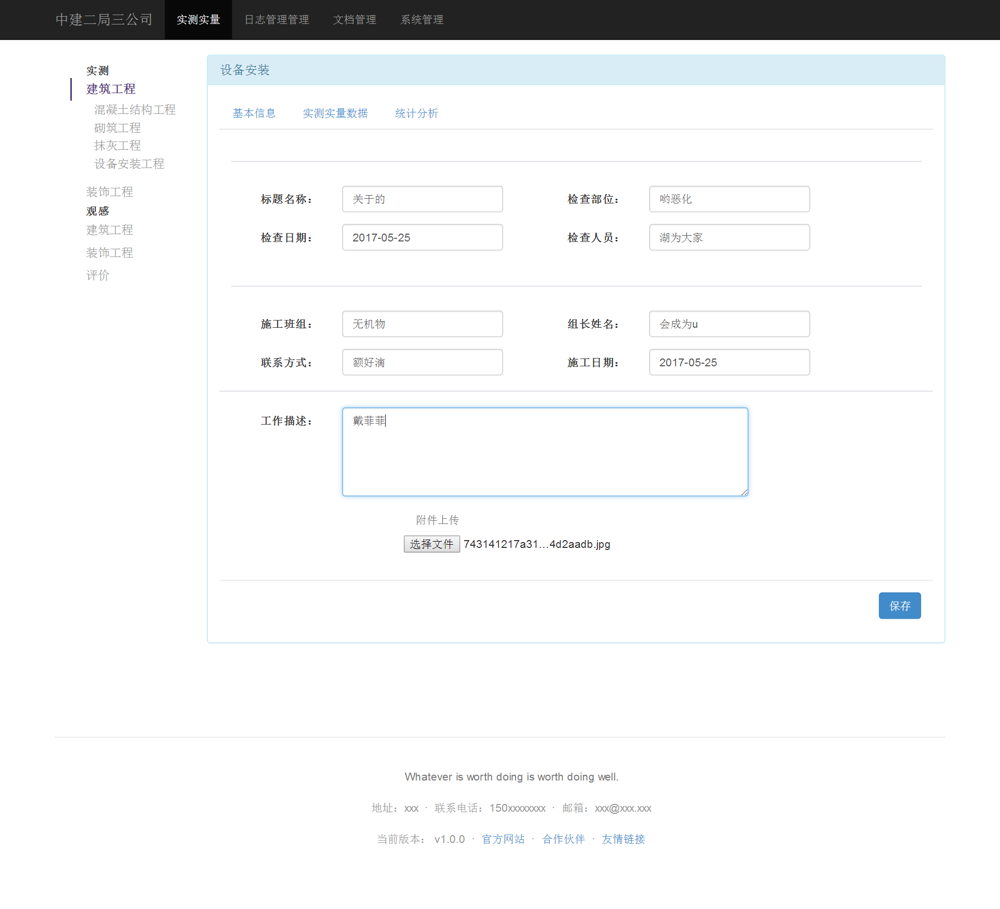 中建二局三公司 实测实量 日志管理管理 文档管理 系统管理
实测
建筑工程
混凝土结构工程
砌筑工程
抹灰工程
设备安装工程
装饰工程
观感
建筑工程
装饰工程
评价
设备安装
基本信息 实测实量数据 统计分析
标题名称： 关于的 检查部位： 哟恶化
检查日期： 2017-05-25 检查人员： 湖为大家
施工班组： 无机物 组长姓名： 会成为u
联系方式： 额好滴 施工日期： 2017-05-25
工作描述： 戴菲菲
附件上传
选择文件 743141217a31...4d2aadb.jpg
保存
Whatever is worth doing is worth doing well.
地址：xxx · 联系电话：150xxxxxxxx · 邮箱：xxx@xxx.xxx
当前版本： v1.0.0 · 官方网站 · 合作伙伴 · 友情链接